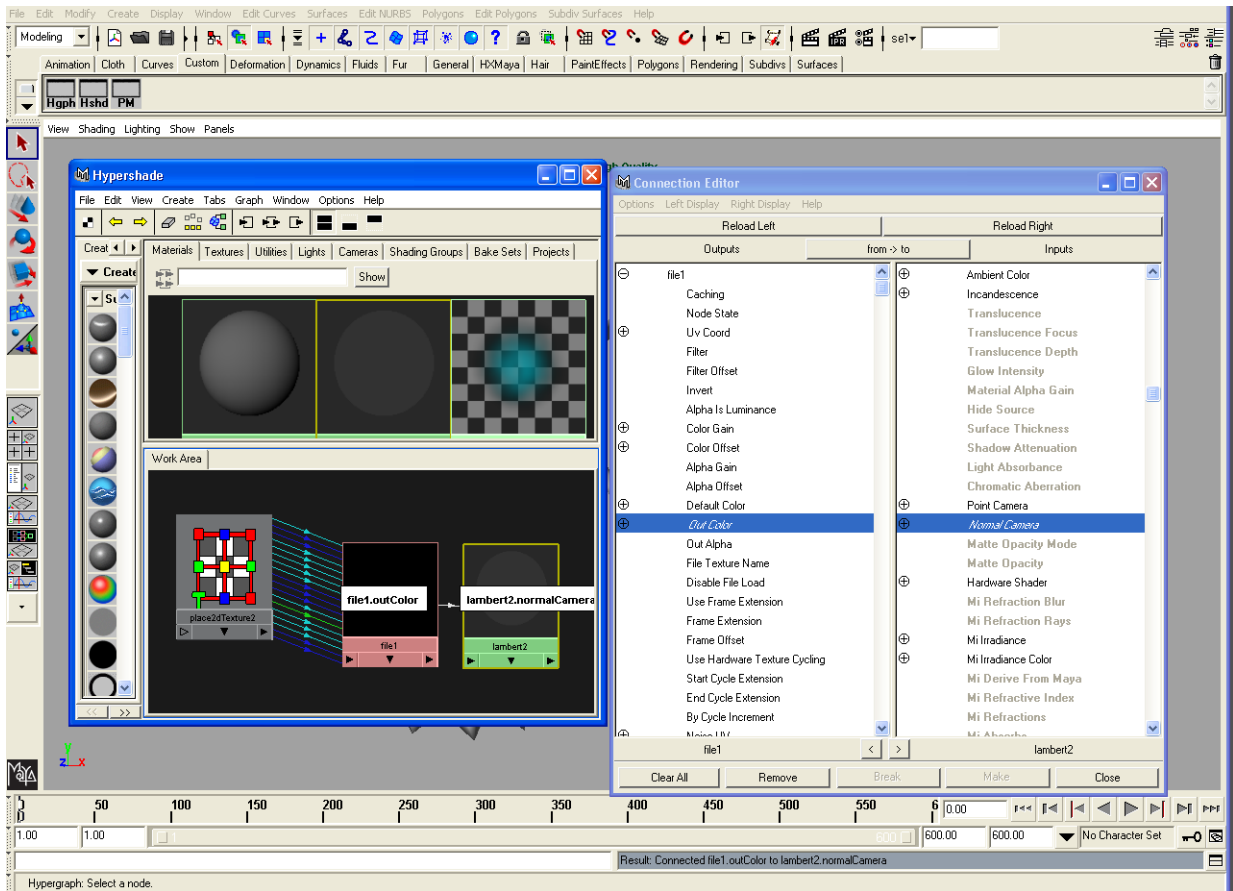 File Edit Modify Create Display Window Edit Curves Surfaces Edit NURBS Polygons Edit Polygons Subdiv Surfaces Help
Modeling sel
Animation Cloth Curves Custom Deformation Dynamics Fluids Fur General HXMaya Hair PaintEffects Polygons Rendering Subdivs Surfaces
Hgph Hshd PM
View Shading Lighting Show Panels
Hypershade
File Edit View Create Tabs Graph Window Options Help
Creat
Materials Textures Utilities Lights Cameras Shading Groups Bake Sets Projects
Create
Show
Work Area
place2dTexture2
file1.outColor
file1
lambert2.normalCamera
lambert2
<< >>
Quality
Connection Editor
Options Left Display Right Display Help
Reload Left Reload Right
Outputs from -> to Inputs
file1
Caching
Node State
Uv Coord
Filter
Filter Offset
Invert
Alpha Is Luminance
Color Gain
Color Offset
Alpha Gain
Alpha Offset
Default Color
Out Color
Out Alpha
File Texture Name
Disable File Load
Use Frame Extension
Frame Extension
Frame Offset
Use Hardware Texture Cycling
Start Cycle Extension
End Cycle Extension
By Cycle Increment
Noise UV
Ambient Color
Incandescence
Translucence
Translucence Focus
Translucence Depth
Glow Intensity
Material Alpha Gain
Hide Source
Surface Thickness
Shadow Attenuation
Light Absorbance
Chromatic Aberration
Point Camera
Normal Camera
Matte Opacity Mode
Matte Opacity
Hardware Shader
Mi Refraction Blur
Mi Refraction Rays
Mi Irradiance
Mi Irradiance Color
Mi Derive From Maya
Mi Refractive Index
Mi Refractions
Mi Absorbs
file1 < > lambert2
Clear All Remove Break Make Close
y
z x
MAYA
50 100 150 200 250 300 350 400 450 500 550 6 0.00
1.00 1.00 1 600 600.00 600.00 No Character Set
Result: Connected file1.outColor to lambert2.normalCamera
Hypergraph: Select a node.